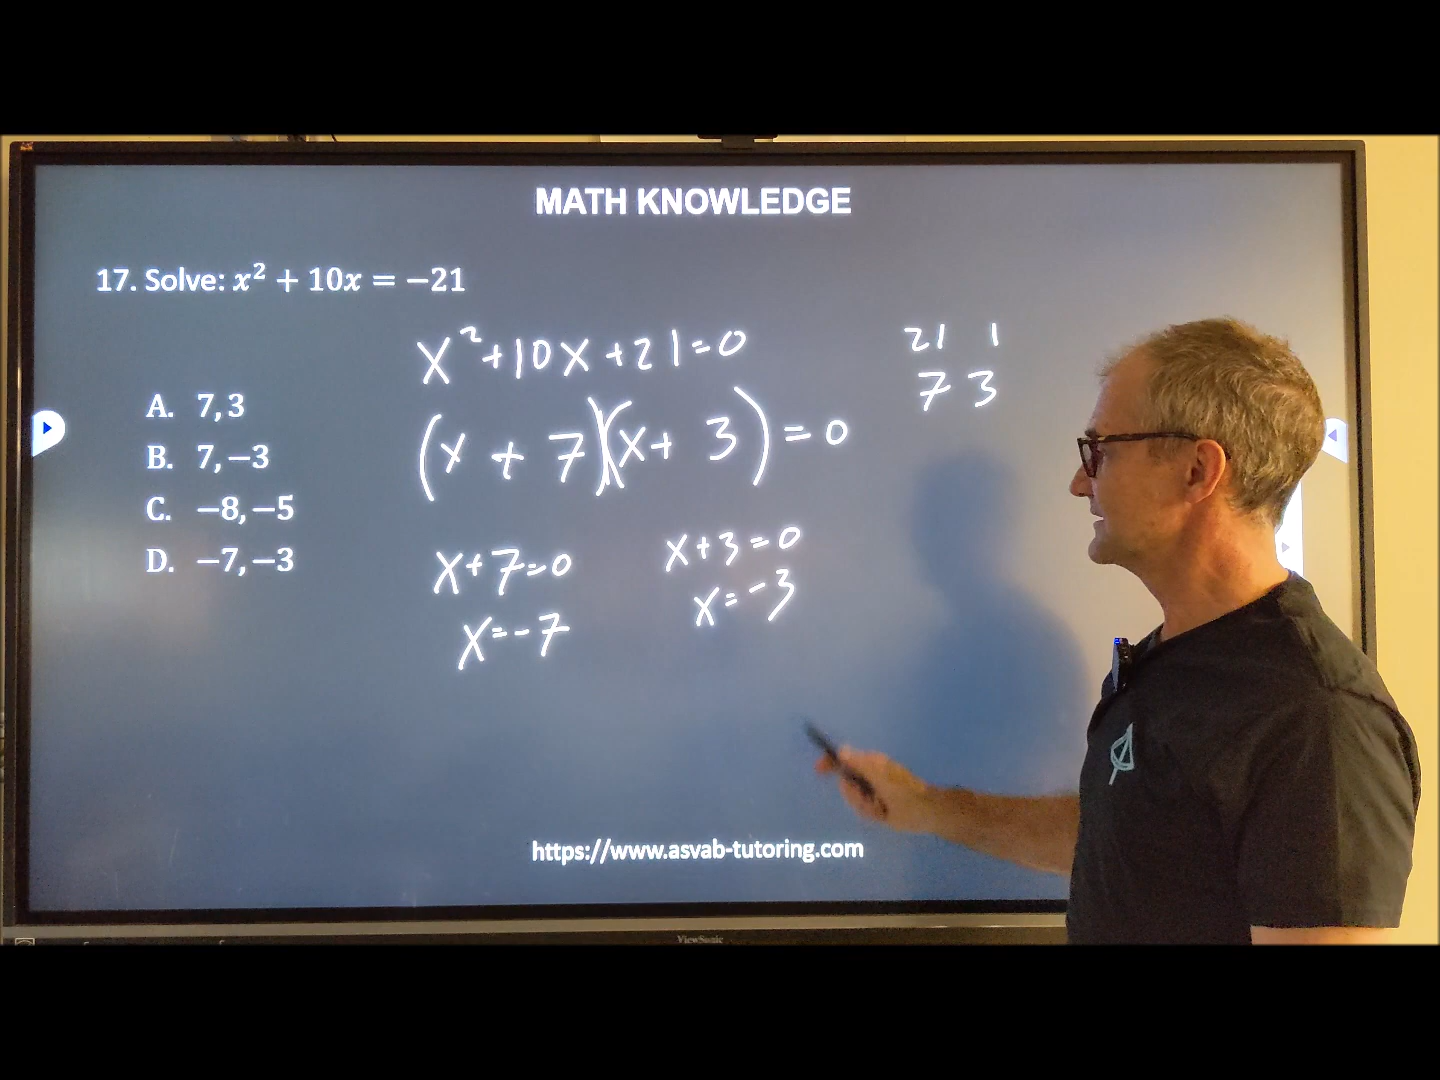 MATH KNOWLEDGE
17. Solve: x² + 10x = −21
x²+10x+21=0
21 1
7 3
A. 7, 3
B. 7, −3
C. −8, −5
D. −7, −3
(x + 7)(x + 3) = 0
x+7=0
x=-7
x+3=0
x=-3
https://www.asvab-tutoring.com
ViewSonic